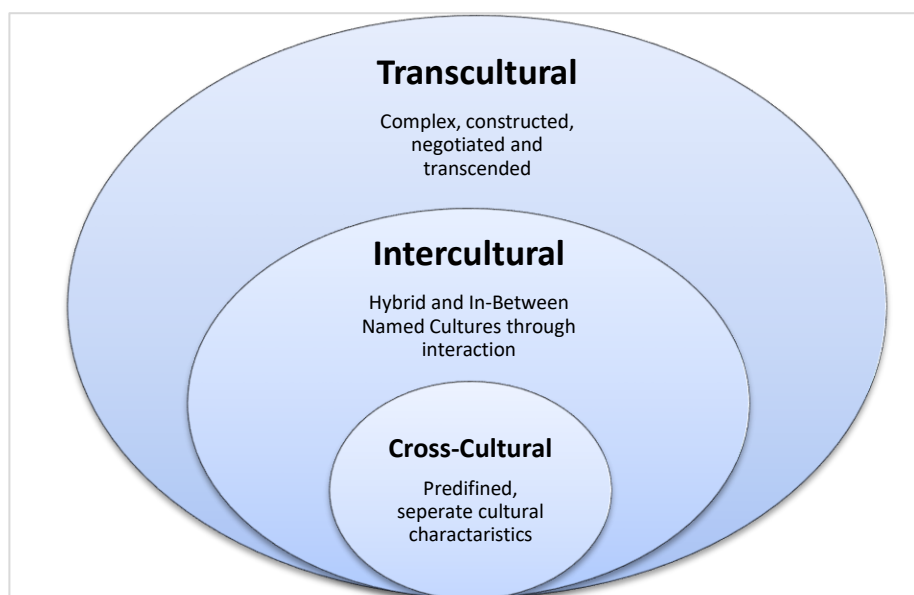 Transcultural
Complex, constructed,
negotiated and
transcended
Intercultural
Hybrid and In-Between
Named Cultures through
interaction
Cross-Cultural
Predifined,
seperate cultural
charactaristics